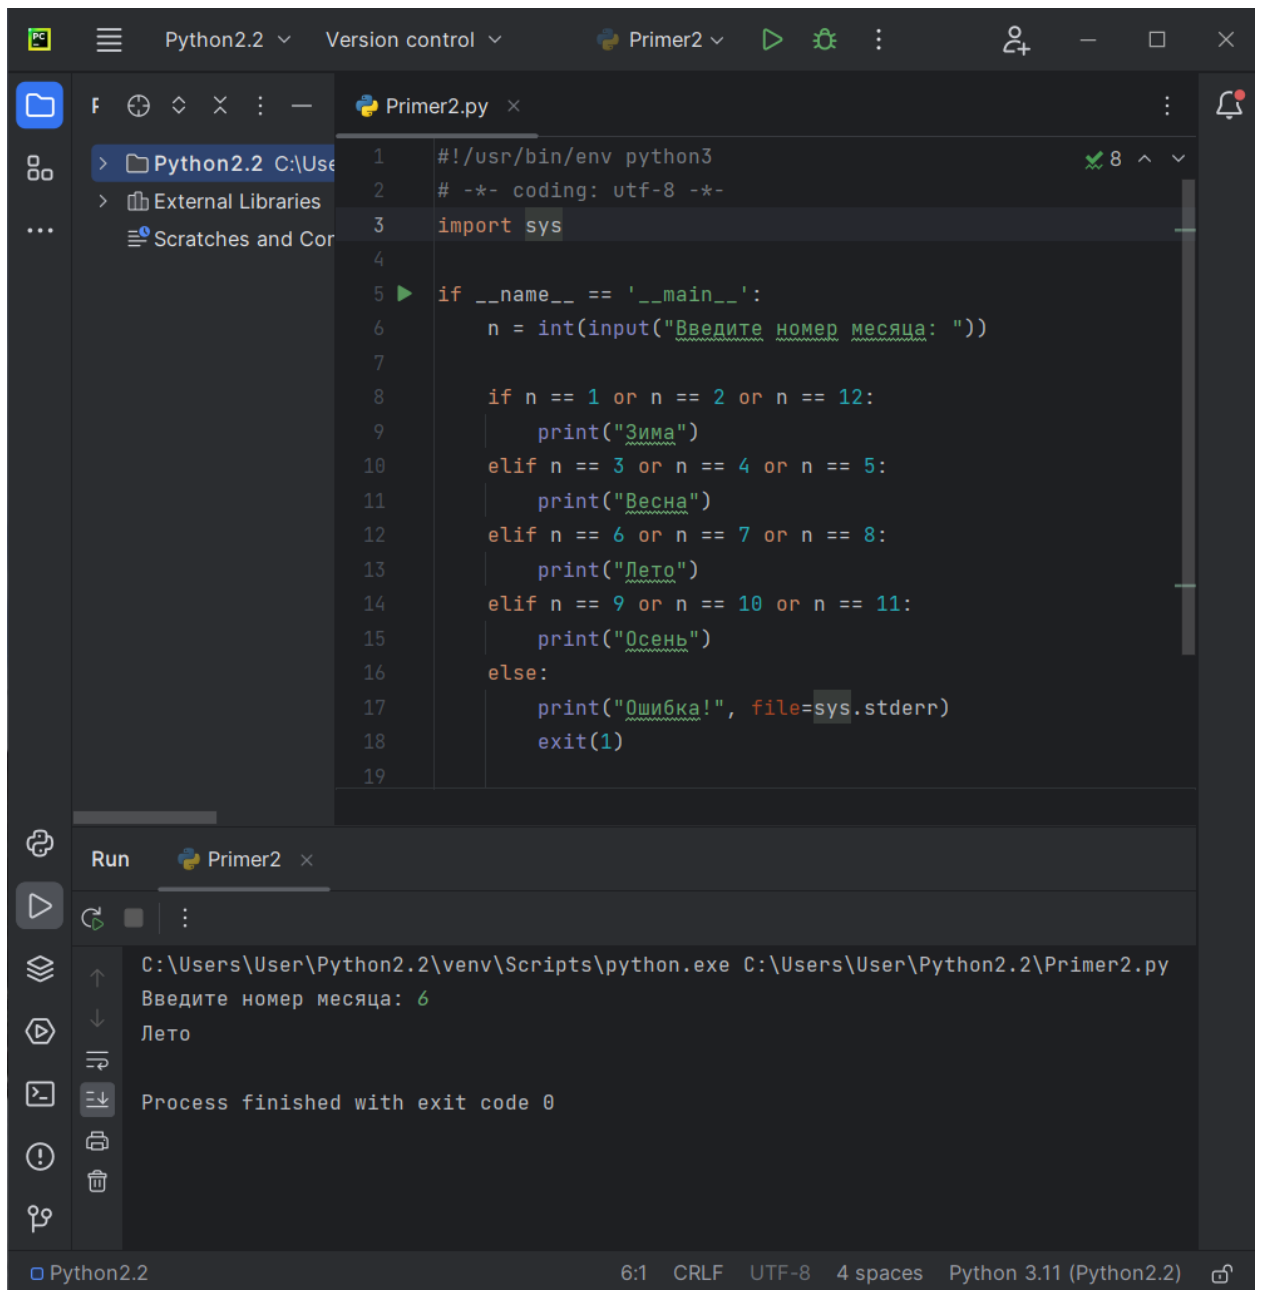 PC
Python2.2
Version control
Primer2
P
Primer2.py
Python2.2 C:\Use
External Libraries
Scratches and Cor
8
1 #!/usr/bin/env python3
2 # -*- coding: utf-8 -*-
3 import sys
4
5 if __name__ == '__main__':
6 n = int(input("Введите номер месяца: "))
7
8 if n == 1 or n == 2 or n == 12:
9 print("Зима")
10 elif n == 3 or n == 4 or n == 5:
11 print("Весна")
12 elif n == 6 or n == 7 or n == 8:
13 print("Лето")
14 elif n == 9 or n == 10 or n == 11:
15 print("Осень")
16 else:
17 print("Ошибка!", file=sys.stderr)
18 exit(1)
19
Run
Primer2
C:\Users\User\Python2.2\venv\Scripts\python.exe C:\Users\User\Python2.2\Primer2.py
Введите номер месяца: 6
Лето
Process finished with exit code 0
Python2.2
6:1 CRLF UTF-8 4 spaces Python 3.11 (Python2.2)